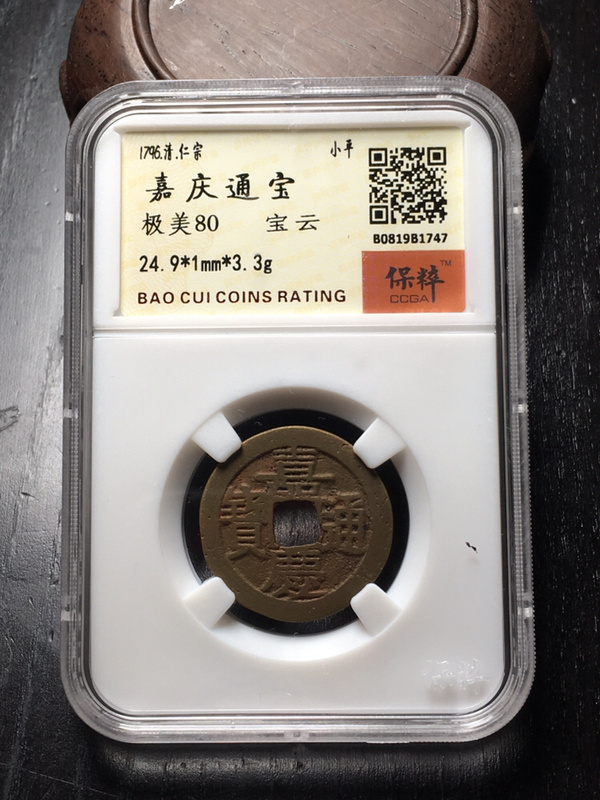 1796.清.仁宗 小平
嘉庆通宝
极美80 宝云
B0819B1747
24.9*1mm*3.3g
保粹 TM
CCGA
BAO CUI COINS RATING
嘉
寶 通
慶